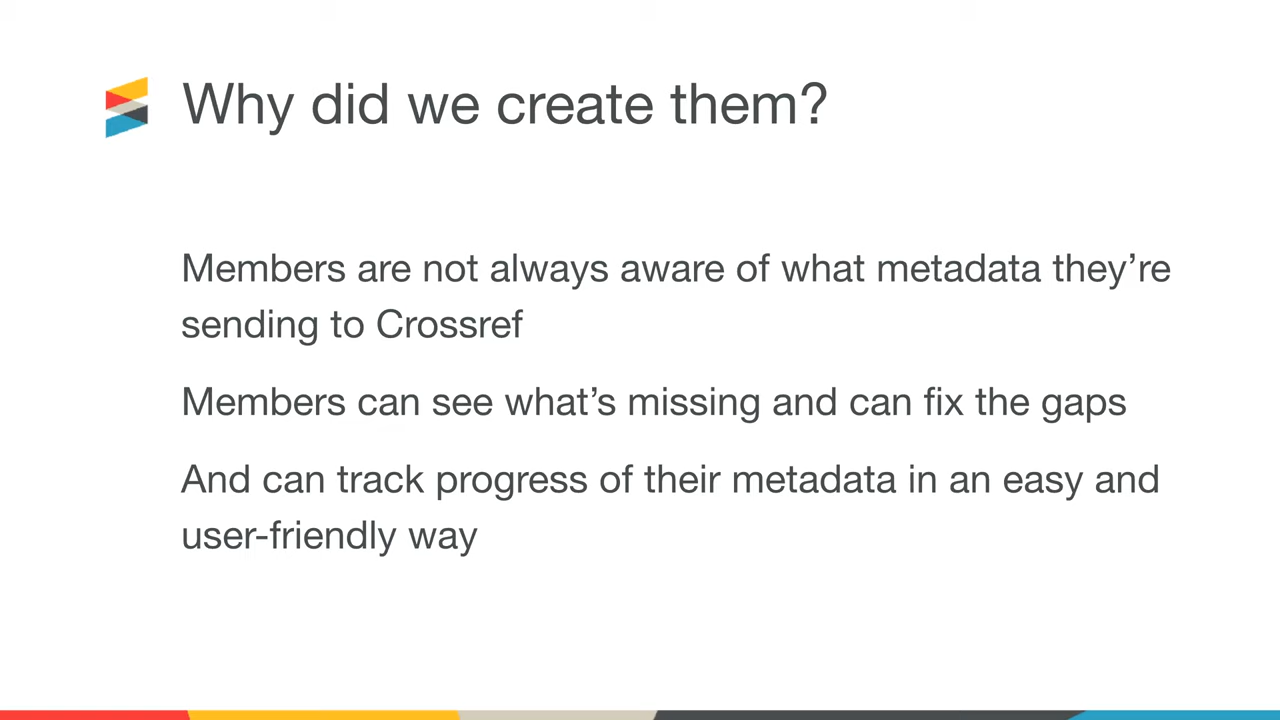 Why did we create them?
Members are not always aware of what metadata they’re
sending to Crossref
Members can see what’s missing and can fix the gaps
And can track progress of their metadata in an easy and
user-friendly way